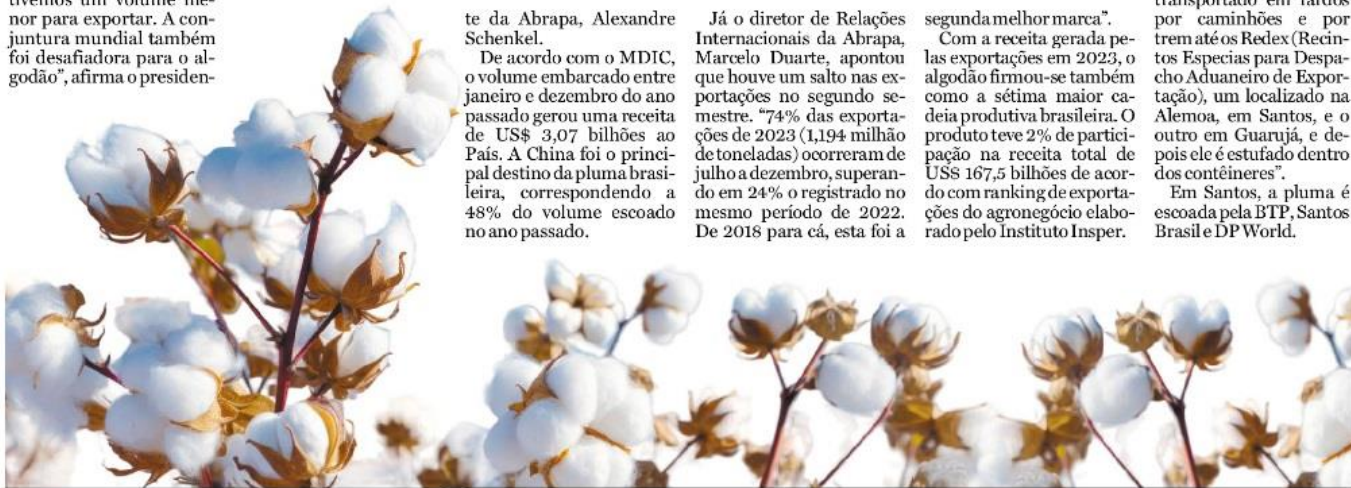 tivemos um volume me-
nor para exportar. A con-
juntura mundial também
foi desafiadora para o al-
godão”, afirma o presiden-
te da Abrapa, Alexandre
Schenkel.
De acordo com o MDIC,
o volume embarcado entre
janeiro e dezembro do ano
passado gerou uma receita
de US$ 3,07 bilhões ao
País. A China foi o princi-
pal destino da pluma brasi-
leira, correspondendo a
48% do volume escoado
no ano passado.
Já o diretor de Relações
Internacionais da Abrapa,
Marcelo Duarte, apontou
que houve um salto nas ex-
portações no segundo se-
mestre. “74% das exporta-
ções de 2023 (1,194 milhão
de toneladas) ocorreram de
julho a dezembro, superan-
do em 24% o registrado no
mesmo período de 2022.
De 2018 para cá, esta foi a
segunda melhor marca”.
Com a receita gerada pe-
las exportações em 2023, o
algodão firmou-se também
como a sétima maior ca-
deia produtiva brasileira. O
produto teve 2% de partici-
pação na receita total de
US$ 167,5 bilhões de acor-
do com ranking de exporta-
ções do agronegócio elabo-
rado pelo Instituto Insper.
transportado em fardos
por caminhões e por
trem até os Redex (Recin-
tos Especias para Despa-
cho Aduaneiro de Expor-
tação), um localizado na
Alemoa, em Santos, e o
outro em Guarujá, e de-
pois ele é estufado dentro
dos contêineres”.
Em Santos, a pluma é
escoada pela BTP, Santos
Brasil e DP World.